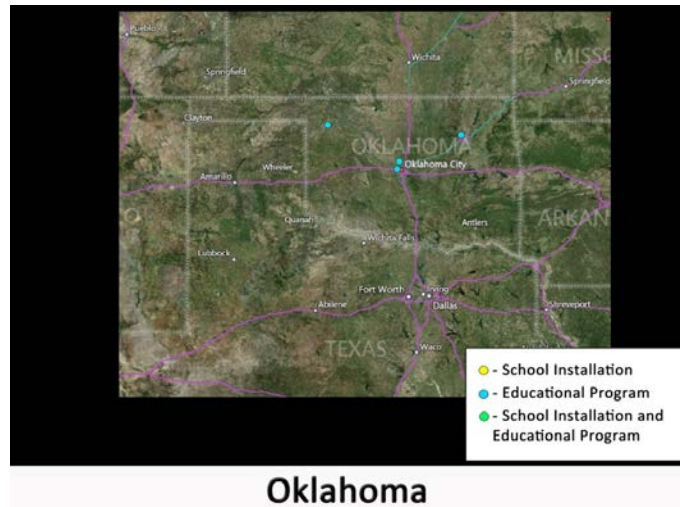 Pueblo
Wichita
MISSO
Springfield
Springfield
Clayton
OKLAHOMA
Oklahoma City
Wheeler
Amarillo
O
ARKAN
Quanah
Antlers
Wichita Falls
Lubbock
Fort Worth
Irving
Dallas
Abilene
Shreveport
TEXAS
Waco
- School Installation
- Educational Program
- School Installation and
Educational Program
Oklahoma